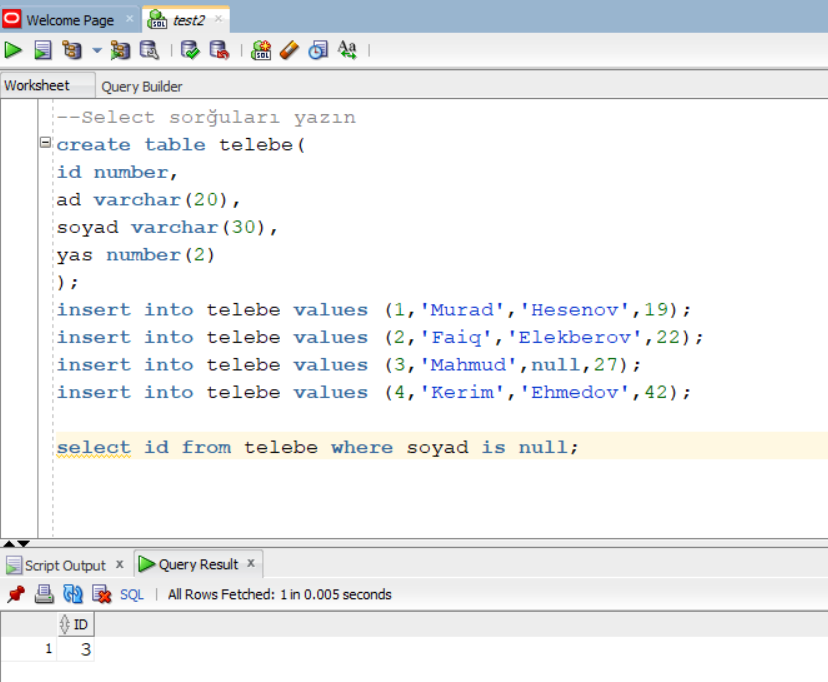 Welcome Page
test2
Worksheet
Query Builder
--Select sorğuları yazın
create table telebe(
id number,
ad varchar(20),
soyad varchar(30),
yas number(2)
);
insert into telebe values (1,'Murad','Hesenov',19);
insert into telebe values (2,'Faiq','Elekberov',22);
insert into telebe values (3,'Mahmud',null,27);
insert into telebe values (4,'Kerim','Ehmedov',42);
select id from telebe where soyad is null;
Script Output x
Query Result x
SQL | All Rows Fetched: 1 in 0.005 seconds
ID
1 3